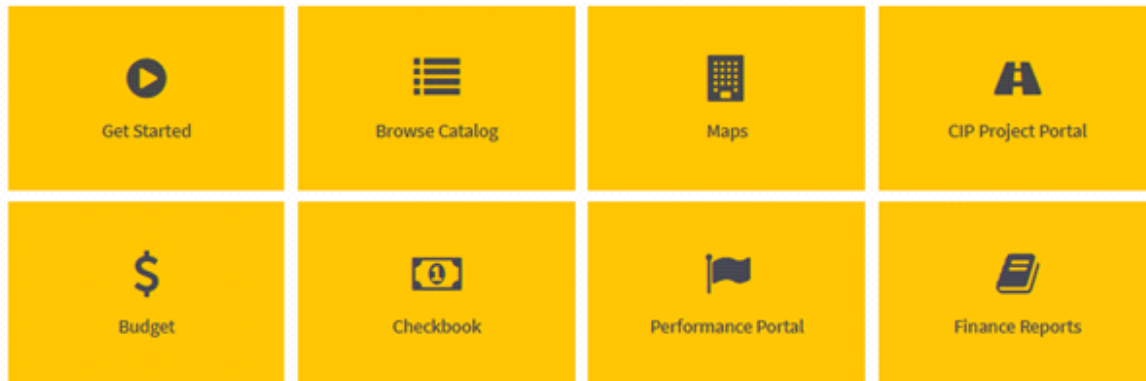 Get Started
Browse Catalog
Maps
CIP Project Portal
Budget
Checkbook
Performance Portal
Finance Reports